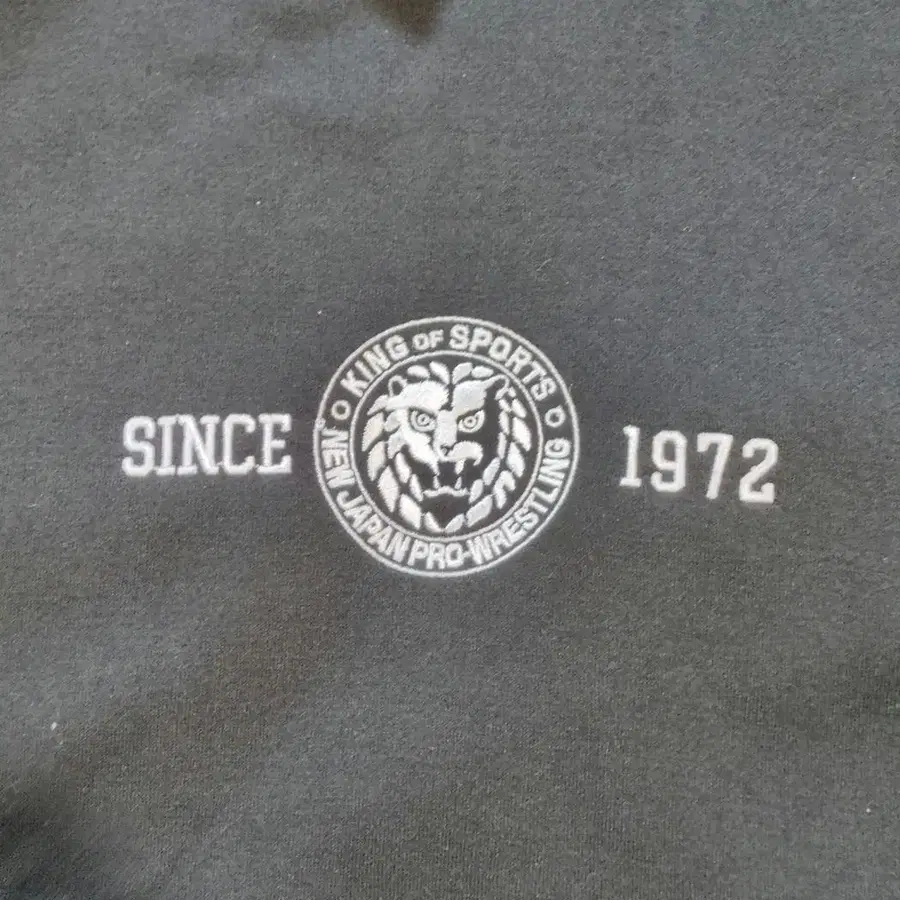 SINCE
KING OF SPORTS
NEW JAPAN PRO-WRESTLING
1972